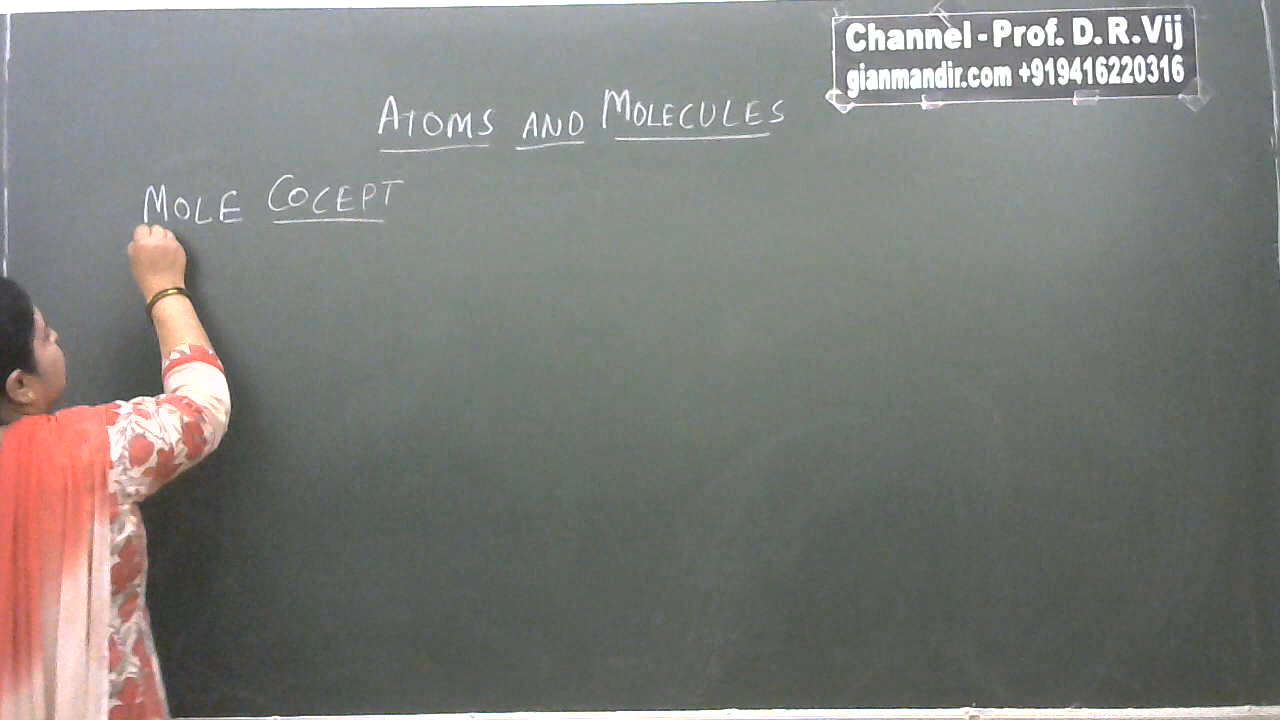 Channel - Prof. D. R. Vij
gianmandir.com +919416220316
ATOMS AND MOLECULES
MOLE COCEPT